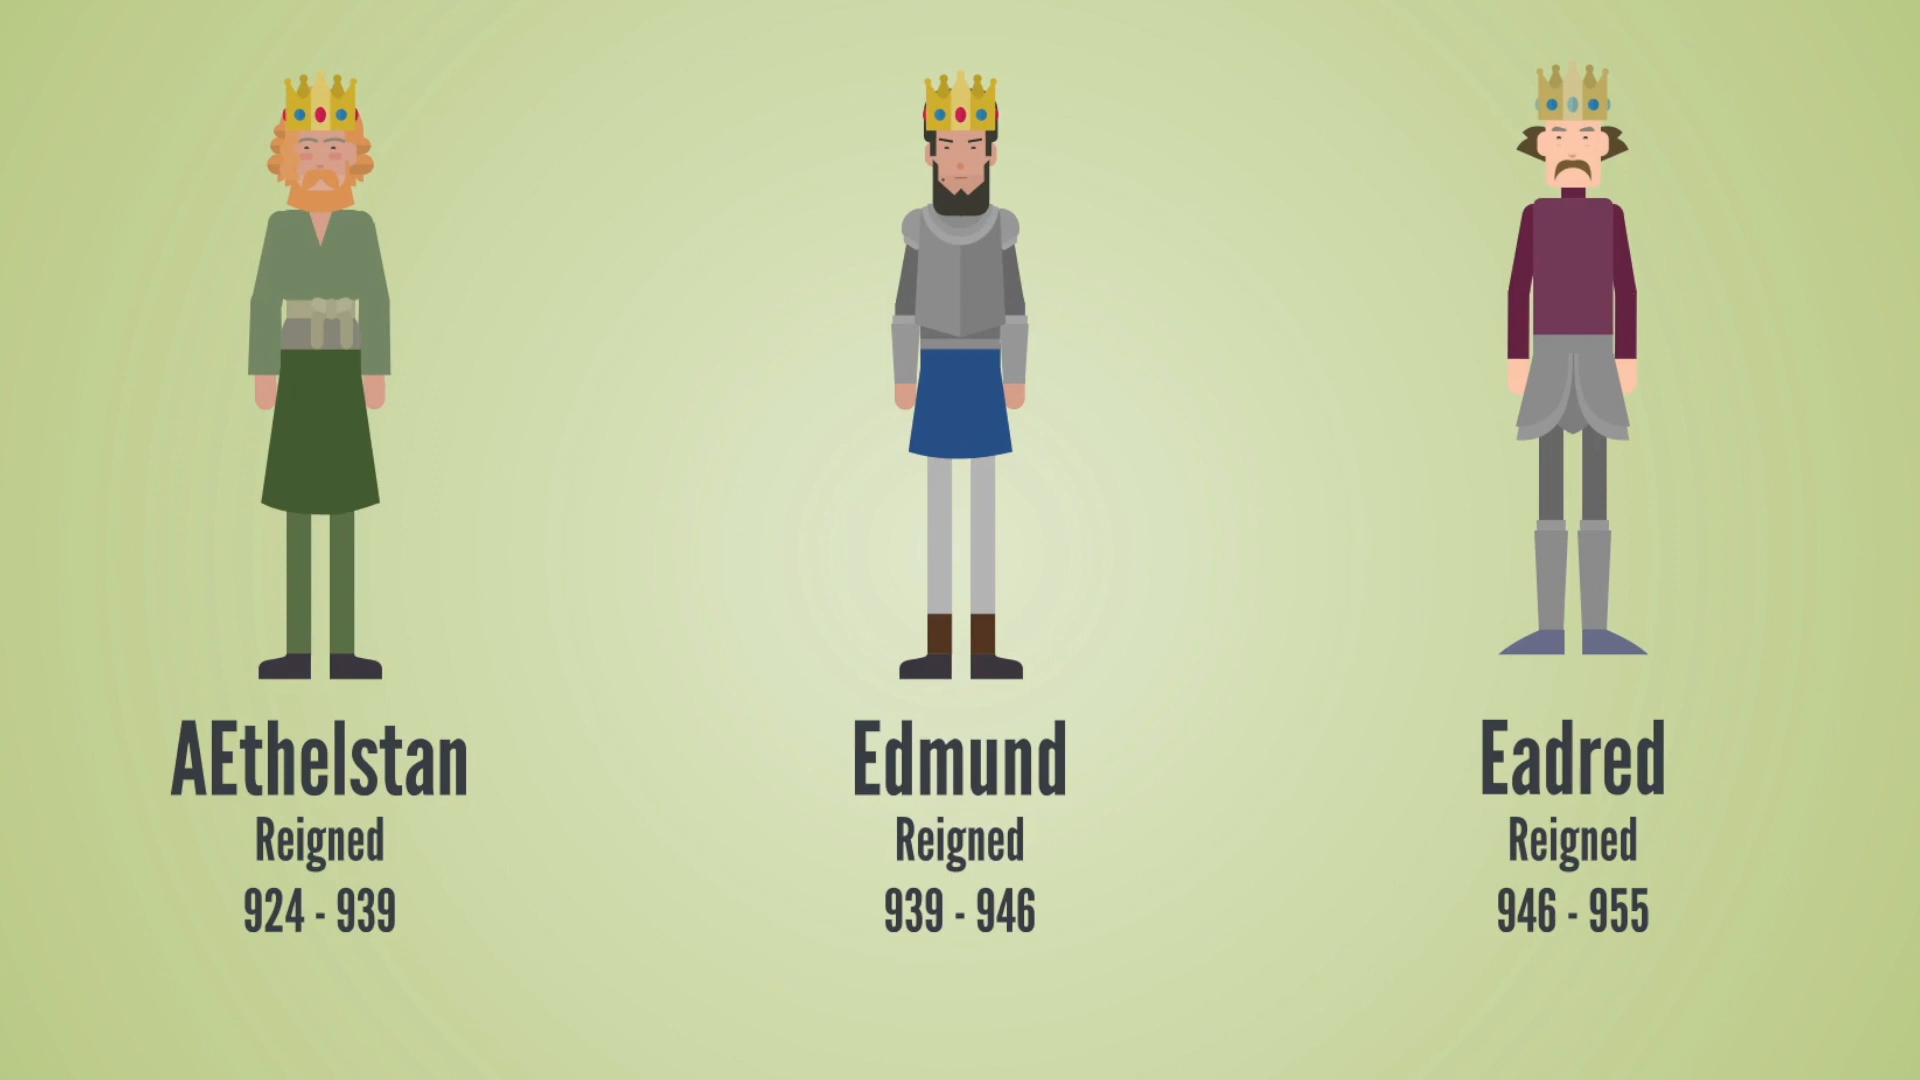 AEthelstan
Reigned
924 - 939
Edmund
Reigned
939 - 946
Eadred
Reigned
946 - 955